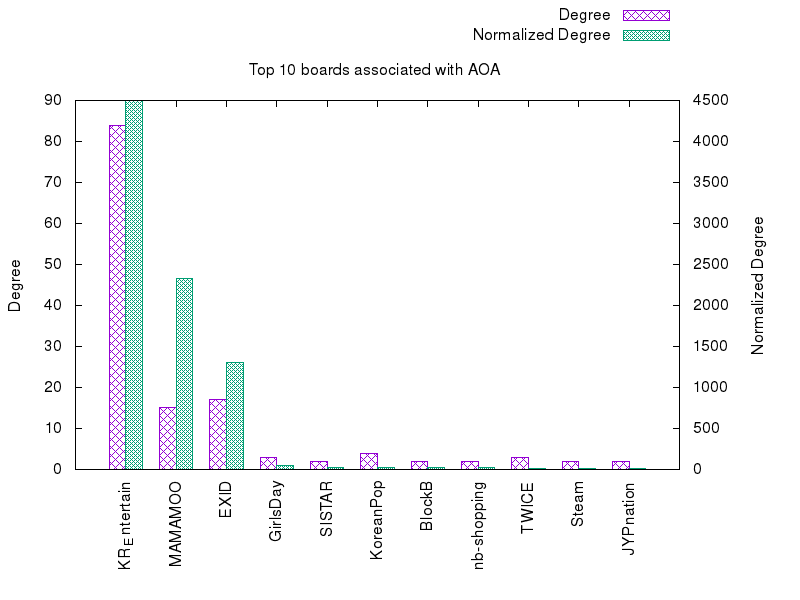 Degree
Normalized Degree
Top 10 boards associated with AOA
90 4500
80 4000
70 3500
60 3000
50 2500
40 2000
30 1500
20 1000
10 500
0 0
Degree
Normalized Degree
KREntertain
MAMAMOO
EXID
GirlsDay
SISTAR
KoreanPop
BlockB
nb-shopping
TWICE
Steam
JYPnation